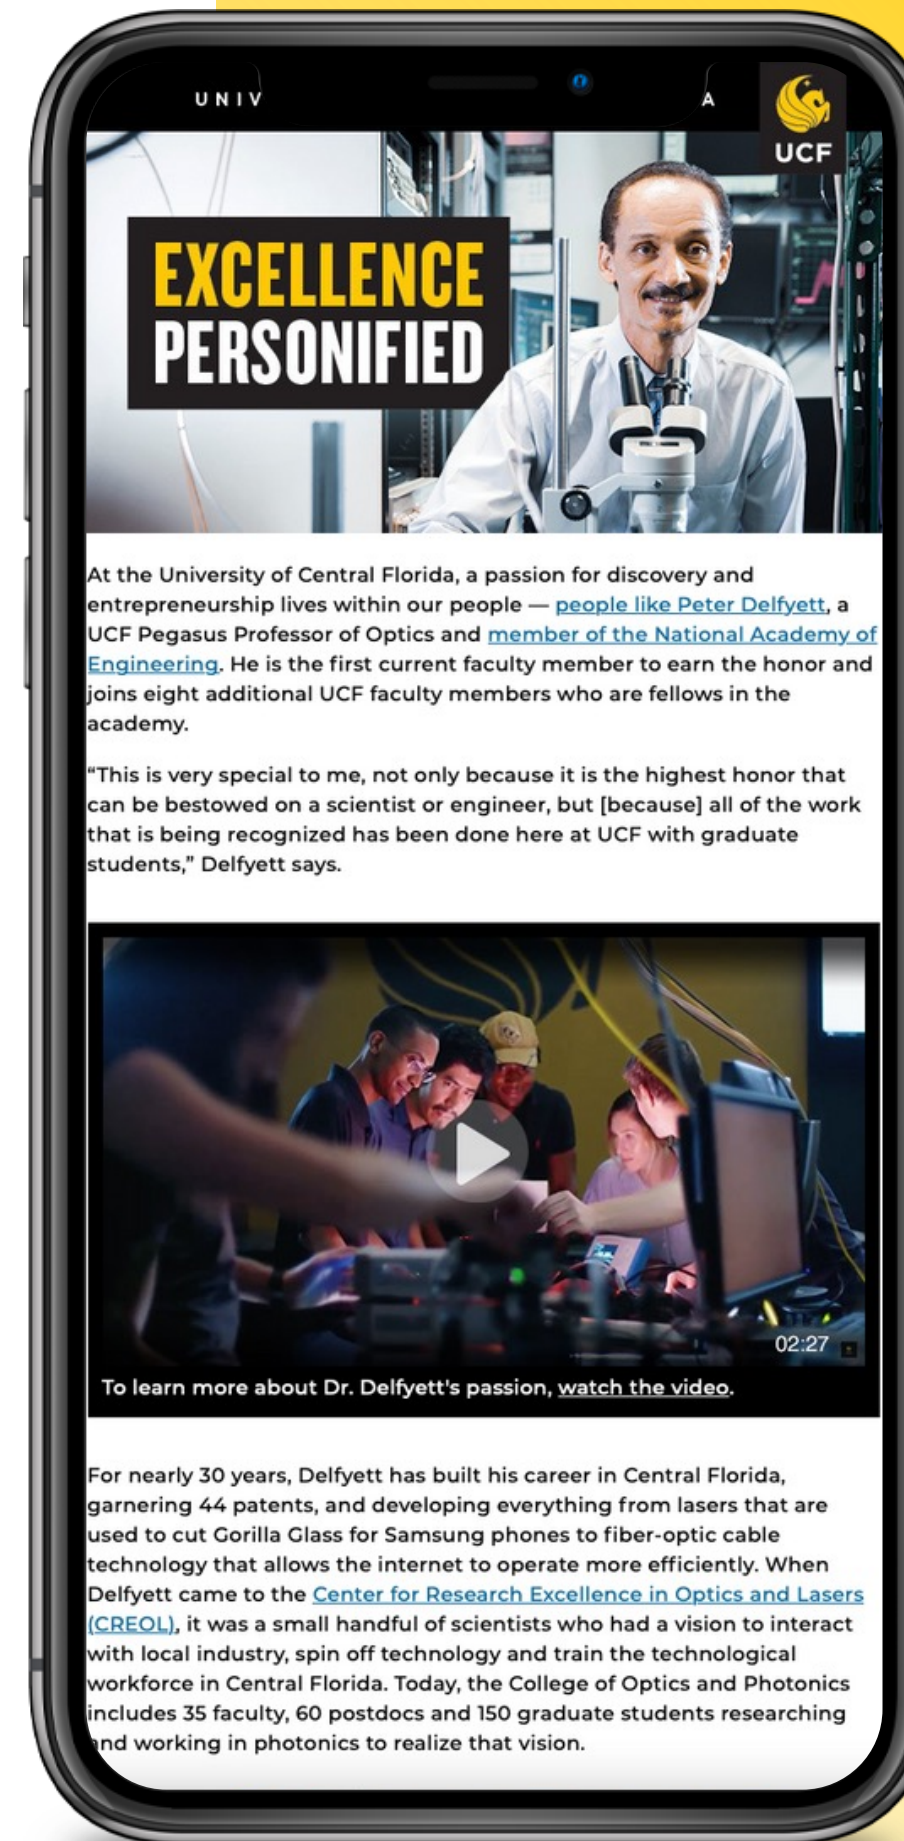 UNIV
A
UCF
EXCELLENCE
PERSONIFIED
At the University of Central Florida, a passion for discovery and
entrepreneurship lives within our people — people like Peter Delfyett, a
UCF Pegasus Professor of Optics and member of the National Academy of
Engineering. He is the first current faculty member to earn the honor and
joins eight additional UCF faculty members who are fellows in the
academy.
“This is very special to me, not only because it is the highest honor that
can be bestowed on a scientist or engineer, but [because] all of the work
that is being recognized has been done here at UCF with graduate
students,” Delfyett says.
02:27
To learn more about Dr. Delfyett's passion, watch the video.
For nearly 30 years, Delfyett has built his career in Central Florida,
garnering 44 patents, and developing everything from lasers that are
used to cut Gorilla Glass for Samsung phones to fiber-optic cable
technology that allows the internet to operate more efficiently. When
Delfyett came to the Center for Research Excellence in Optics and Lasers
(CREOL), it was a small handful of scientists who had a vision to interact
with local industry, spin off technology and train the technological
workforce in Central Florida. Today, the College of Optics and Photonics
includes 35 faculty, 60 postdocs and 150 graduate students researching
and working in photonics to realize that vision.